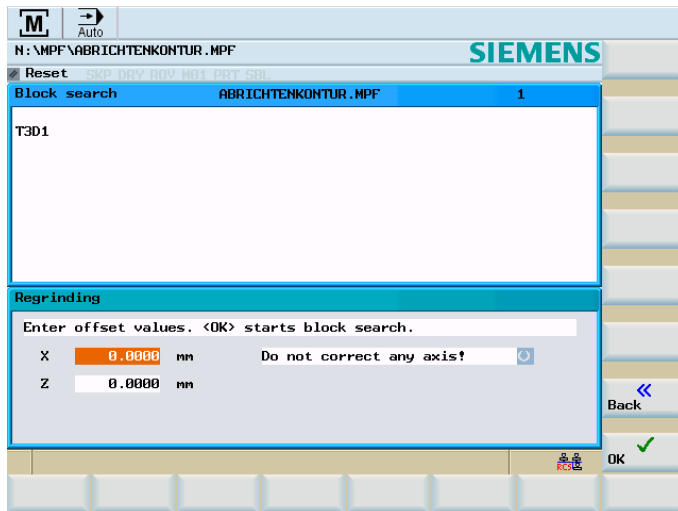 M
Auto
N:\MPF\ABRICHTENKONTUR.MPF
SIEMENS
Reset SKP DRY ROV M01 PRT SBL
Block search ABRICHTENKONTUR.MPF 1
T3D1
Regrinding
Enter offset values. <OK> starts block search.
X 0.0000 mm Do not correct any axis!
Z 0.0000 mm
Back
RCS
OK